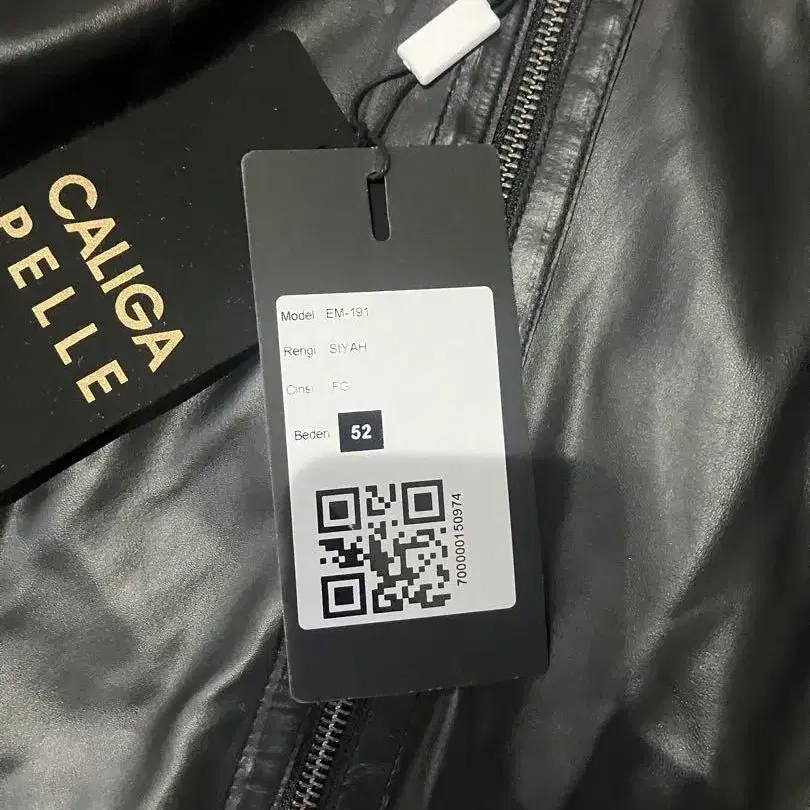 CALIGA
PELLE
Model EM-191
Rengi SIYAH
Cinsi FG
Beden 52
700000150974